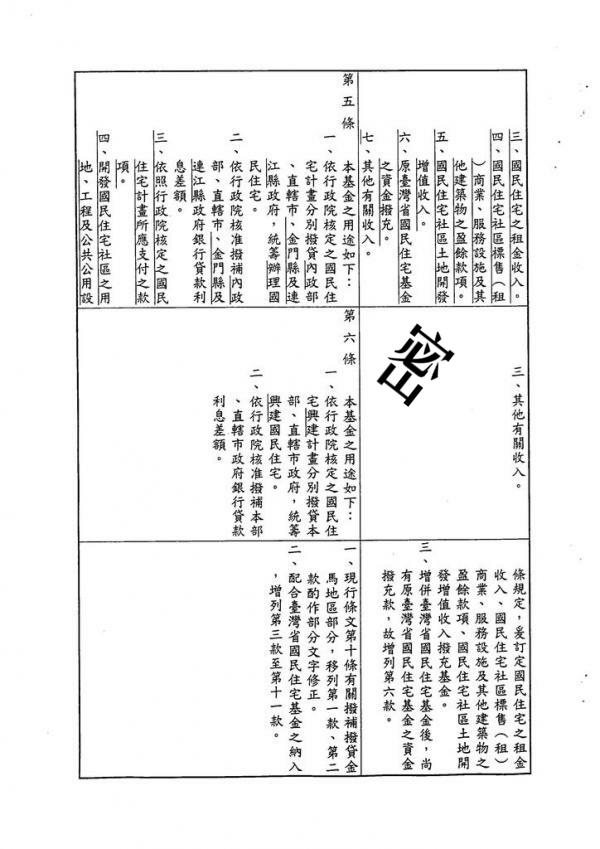 三、國民住宅之租金收入。
四、國民住宅社區標售（租
）商業、服務設施及其
他建築物之盈餘款項。
五、國民住宅社區土地開發
增值收入。
六、原臺灣省國民住宅基金
之資金撥充。
七、其他有關收入。
三、其他有關收入。
密
條規定，爰訂定國民住宅之租金
收入、國民住宅社區標售（租）
商業、服務設施及其他建築物之
盈餘款項、國民住宅社區土地開
發增值收入撥充基金。
三、增併臺灣省國民住宅基金後，尚
有原臺灣省國民住宅基金之資金
撥充款，故增列第六款。
第五條　本基金之用途如下：
一、依行政院核定之國民住
宅計畫分別撥貸內政部
、直轄市、金門縣及連
江縣政府，統籌辦理國
民住宅。
二、依行政院核准撥補內政
部、直轄市、金門縣及
連江縣政府銀行貸款利
息差額。
三、依照行政院核定之國民
住宅計畫所應支付之款
項。
四、開發國民住宅社區之用
地、工程及公共公用設
第六條　本基金之用途如下：
一、依行政院核定之國民住
宅興建計畫分別撥貸本
部、直轄市政府，統籌
興建國民住宅。
二、依行政院核准撥補本部
、直轄市政府銀行貸款
利息差額。
一、現行條文第十條有關撥補撥貸金
馬地區部分，移列第一款、第二
款酌作部分文字修正。
二、配合臺灣省國民住宅基金之納入
，增列第三款至第十一款。